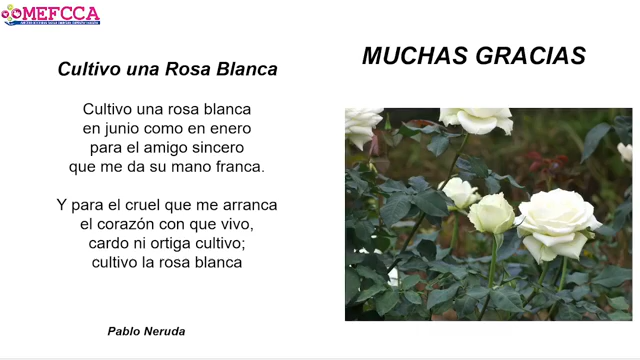 OMEFCCA
Cultivo una Rosa Blanca
Cultivo una rosa blanca
en junio como en enero
para el amigo sincero
que me da su mano franca.
Y para el cruel que me arranca
el corazón con que vivo,
cardo ni ortiga cultivo;
cultivo la rosa blanca
Pablo Neruda
MUCHAS GRACIAS